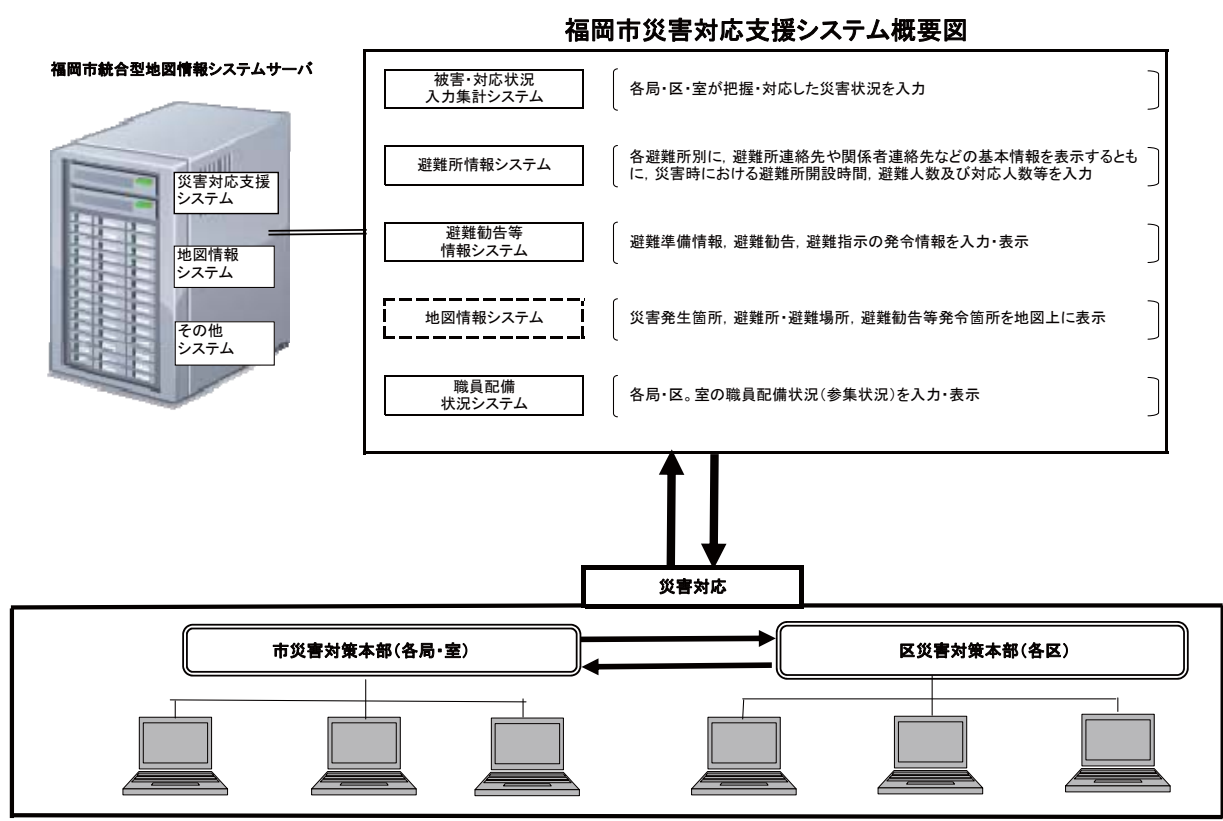 福岡市災害対応支援システム概要図
福岡市統合型地図情報システムサーバ
災害対応支援
システム
地図情報
システム
その他
システム
被害・対応状況
入力集計システム
各局・区・室が把握・対応した災害状況を入力
避難所情報システム
各避難所別に，避難所連絡先や関係者連絡先などの基本情報を表示するとも
に，災害時における避難所開設時間，避難人数及び対応人数等を入力
避難勧告等
情報システム
避難準備情報，避難勧告，避難指示の発令情報を入力・表示
地図情報システム
災害発生箇所，避難所・避難場所，避難勧告等発令箇所を地図上に表示
職員配備
状況システム
各局・区。室の職員配備状況（参集状況）を入力・表示
災害対応
市災害対策本部（各局・室）
区災害対策本部（各区）